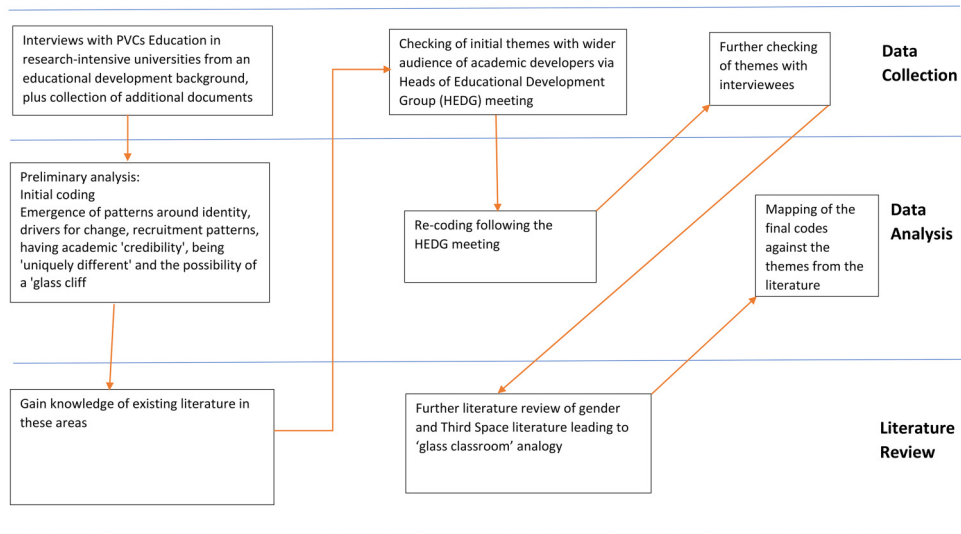 Interviews with PVCs Education in
research-intensive universities from an
educational development background,
plus collection of additional documents
Checking of initial themes with wider
audience of academic developers via
Heads of Educational Development
Group (HEDG) meeting
Further checking
of themes with
interviewees
Data
Collection
Preliminary analysis:
Initial coding
Emergence of patterns around identity,
drivers for change, recruitment patterns,
having academic 'credibility', being
'uniquely different' and the possibility of
a 'glass cliff
Re-coding following the
HEDG meeting
Mapping of the
final codes
against the
themes from the
literature
Data
Analysis
Gain knowledge of existing literature in
these areas
Further literature review of gender
and Third Space literature leading to
‘glass classroom’ analogy
Literature
Review